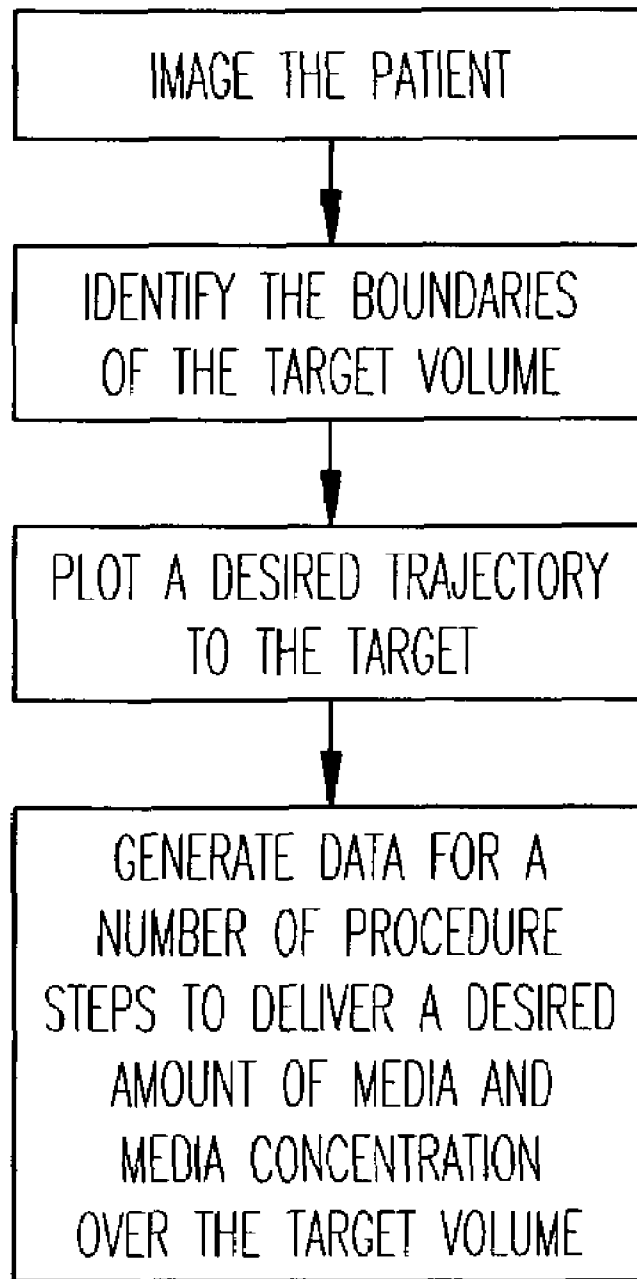 IMAGE THE PATIENT
IDENTIFY THE BOUNDARIES
OF THE TARGET VOLUME
PLOT A DESIRED TRAJECTORY
TO THE TARGET
GENERATE DATA FOR A
NUMBER OF PROCEDURE
STEPS TO DELIVER A DESIRED
AMOUNT OF MEDIA AND
MEDIA CONCENTRATION
OVER THE TARGET VOLUME